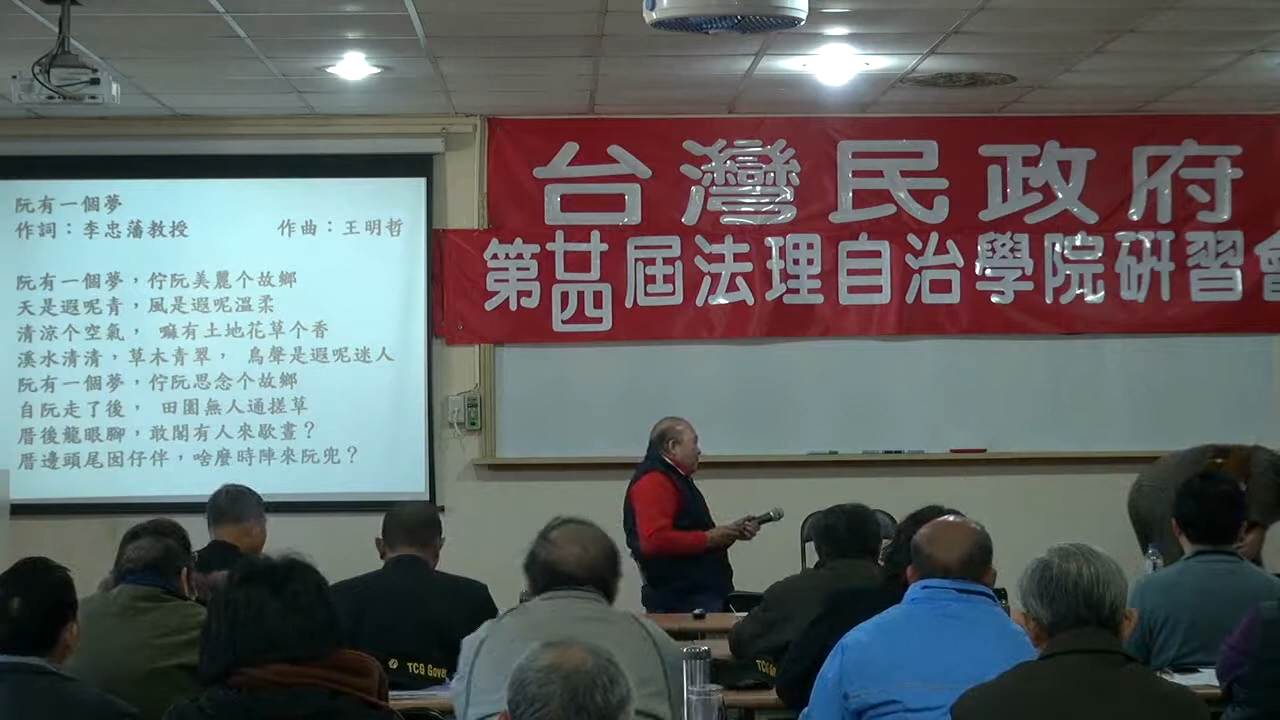 台灣民政府
第廿四屆法理自治學院研習會
阮有一個夢
作詞：李忠藩教授 作曲：王明哲
阮有一個夢，佇阮美麗个故鄉
天是遐呢青，風是遐呢溫柔
清涼个空氣， 嘛有土地花草个香
溪水清清，草木青翠， 鳥聲是遐呢迷人
阮有一個夢，佇阮思念个故鄉
自阮走了後， 田園無人通搓草
厝後龍眼腳，敢閣有人來歇晝？
厝邊頭尾囡仔伴，啥麼時陣來阮兜？
TCG Gover
TCG